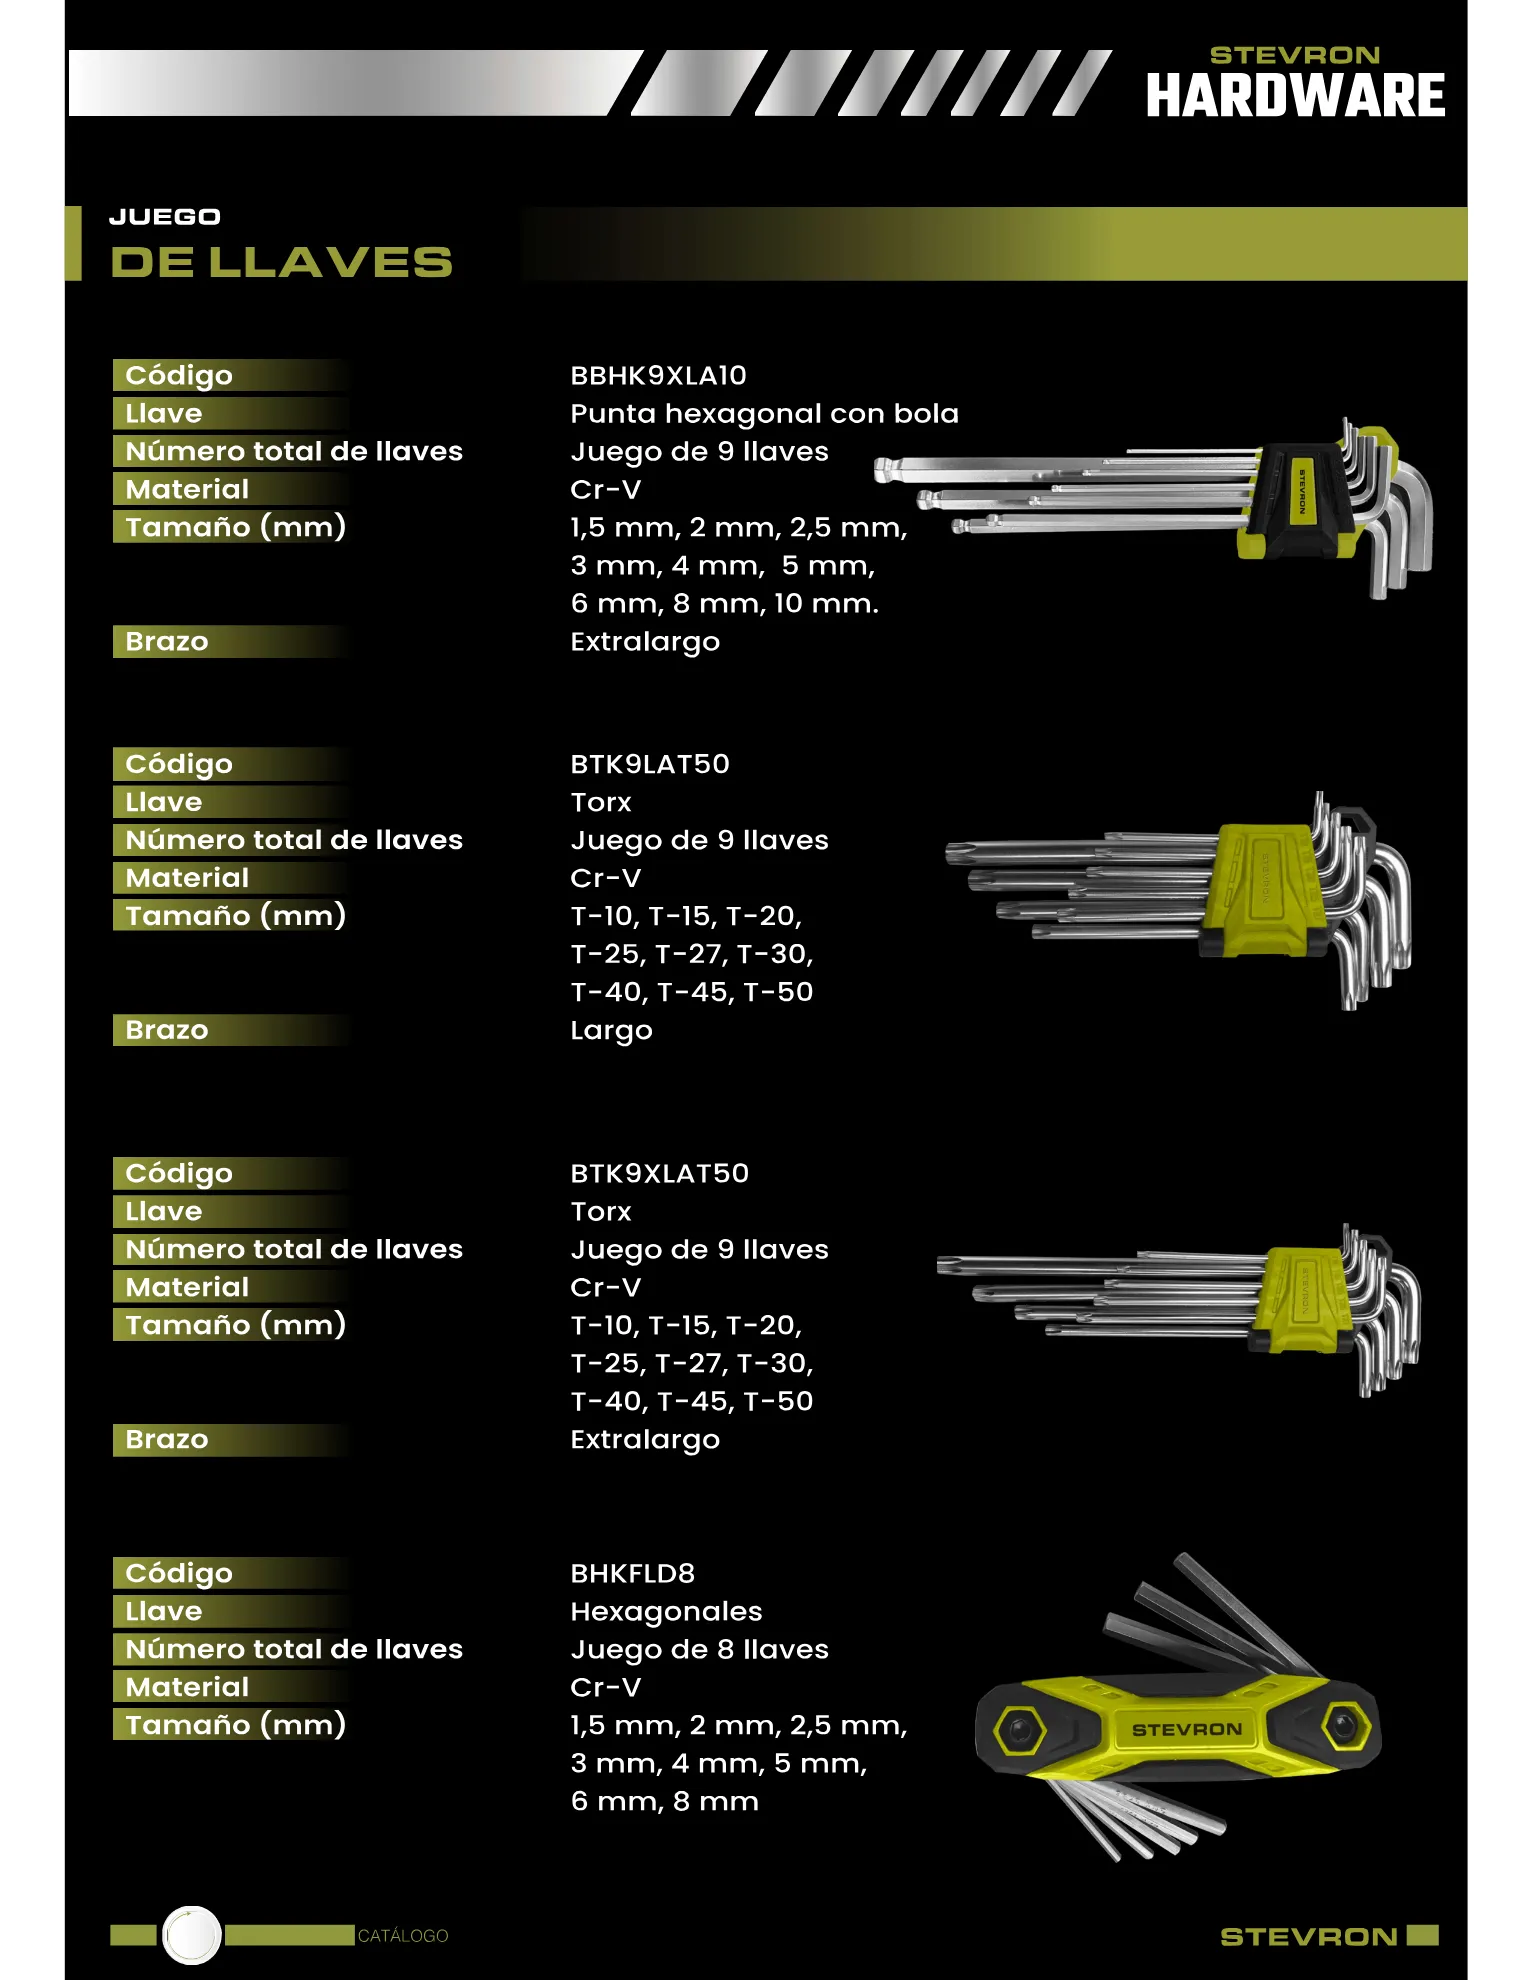 STEVRON
HARDWARE
JUEGO
DE LLAVES
Código BBHK9XLA10
Llave Punta hexagonal con bola
Número total de llaves Juego de 9 llaves
Material Cr-V
Tamaño (mm) 1,5 mm, 2 mm, 2,5 mm,
3 mm, 4 mm, 5 mm,
6 mm, 8 mm, 10 mm.
Brazo Extralargo
STEVRON
Código BTK9LAT50
Llave Torx
Número total de llaves Juego de 9 llaves
Material Cr-V
Tamaño (mm) T-10, T-15, T-20,
T-25, T-27, T-30,
T-40, T-45, T-50
Brazo Largo
STEVRON
Código BTK9XLAT50
Llave Torx
Número total de llaves Juego de 9 llaves
Material Cr-V
Tamaño (mm) T-10, T-15, T-20,
T-25, T-27, T-30,
T-40, T-45, T-50
Brazo Extralargo
STEVRON
Código BHKFLD8
Llave Hexagonales
Número total de llaves Juego de 8 llaves
Material Cr-V
Tamaño (mm) 1,5 mm, 2 mm, 2,5 mm,
3 mm, 4 mm, 5 mm,
6 mm, 8 mm
STEVRON
CATÁLOGO
STEVRON